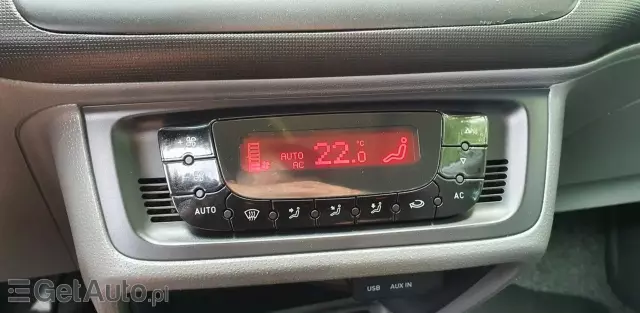 AUTO
AC
22.0
°C
AUTO
AC
USB AUX IN
GetAuto.pl